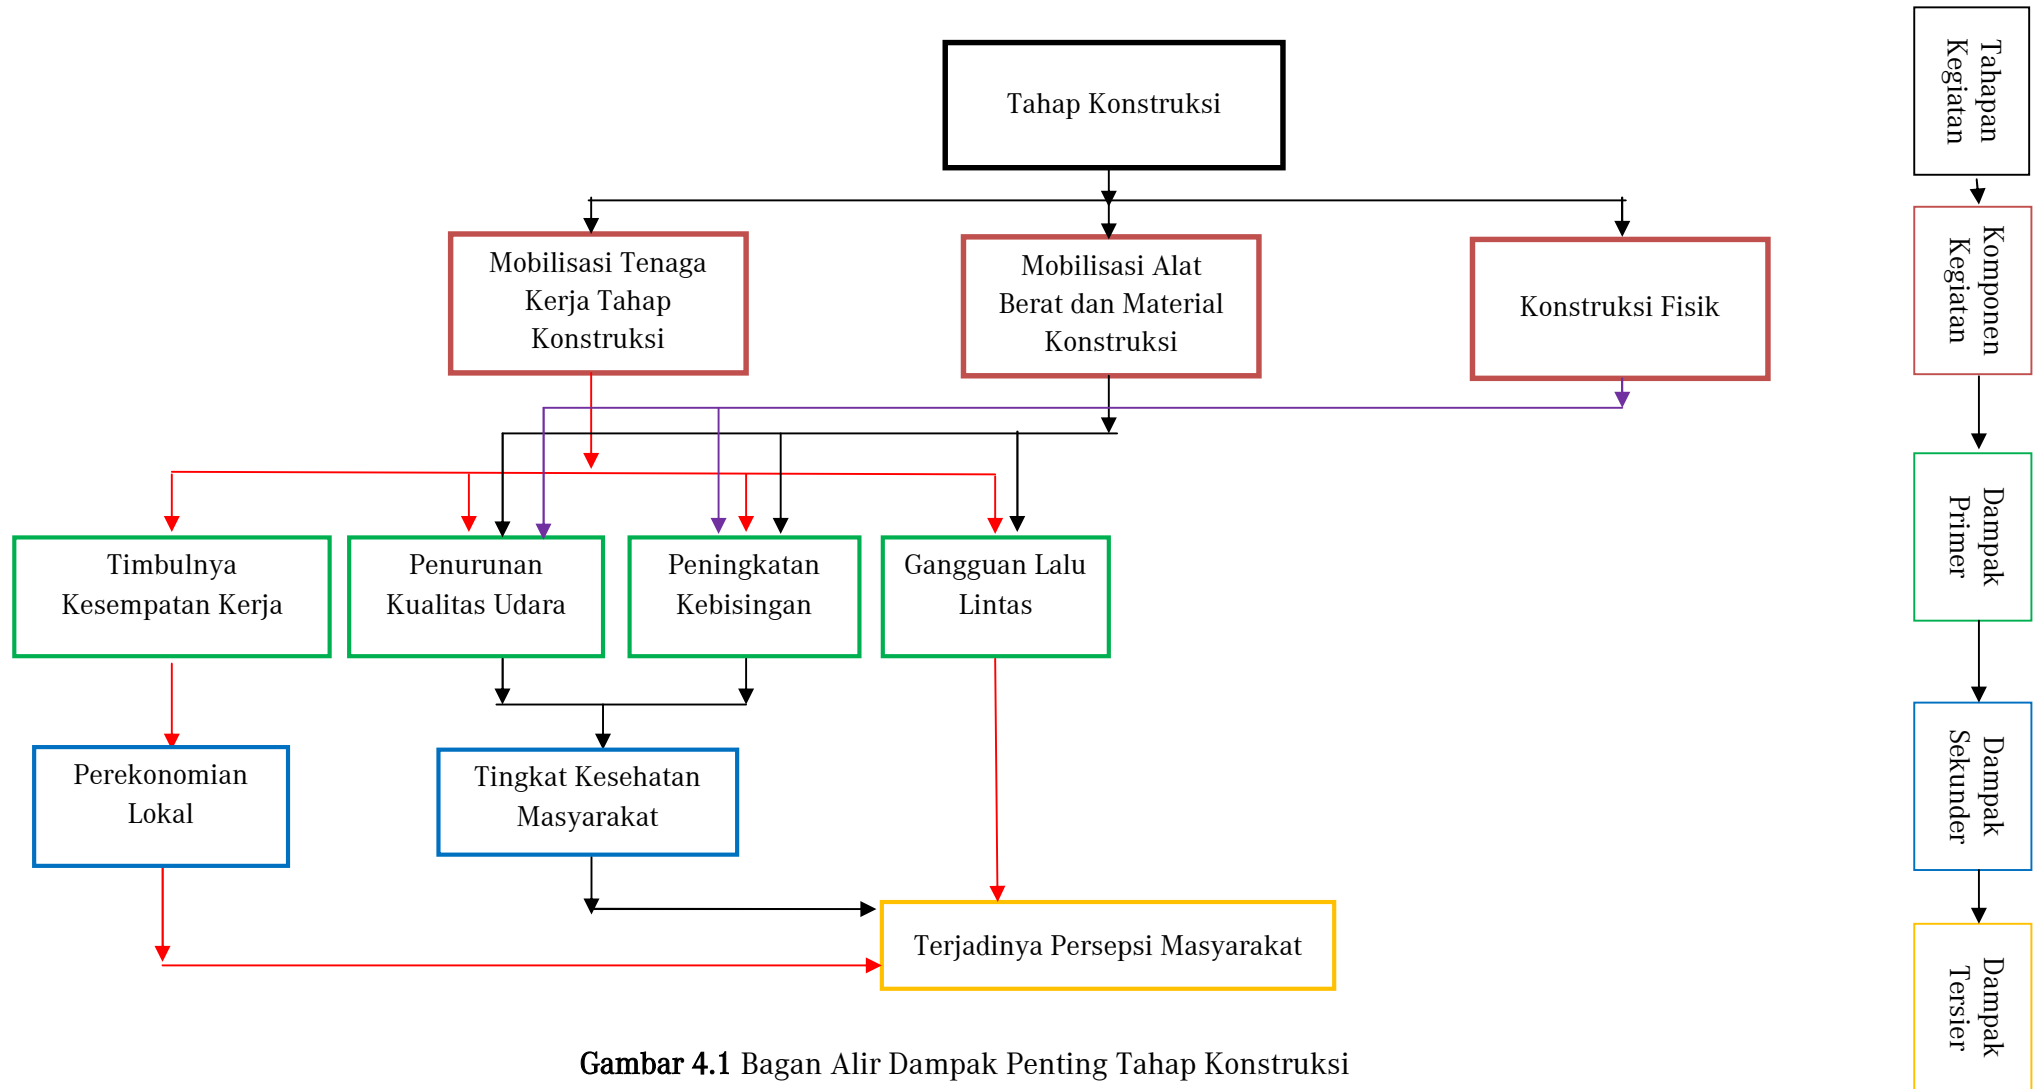 Tahap Konstruksi
Mobilisasi Tenaga
Kerja Tahap
Konstruksi
Mobilisasi Alat
Berat dan Material
Konstruksi
Konstruksi Fisik
Timbulnya
Kesempatan Kerja
Penurunan
Kualitas Udara
Peningkatan
Kebisingan
Gangguan Lalu
Lintas
Perekonomian
Lokal
Tingkat Kesehatan
Masyarakat
Terjadinya Persepsi Masyarakat
Tahapan
Kegiatan
Komponen
Kegiatan
Dampak
Primer
Dampak
Sekunder
Dampak
Tersier
Gambar 4.1 Bagan Alir Dampak Penting Tahap Konstruksi